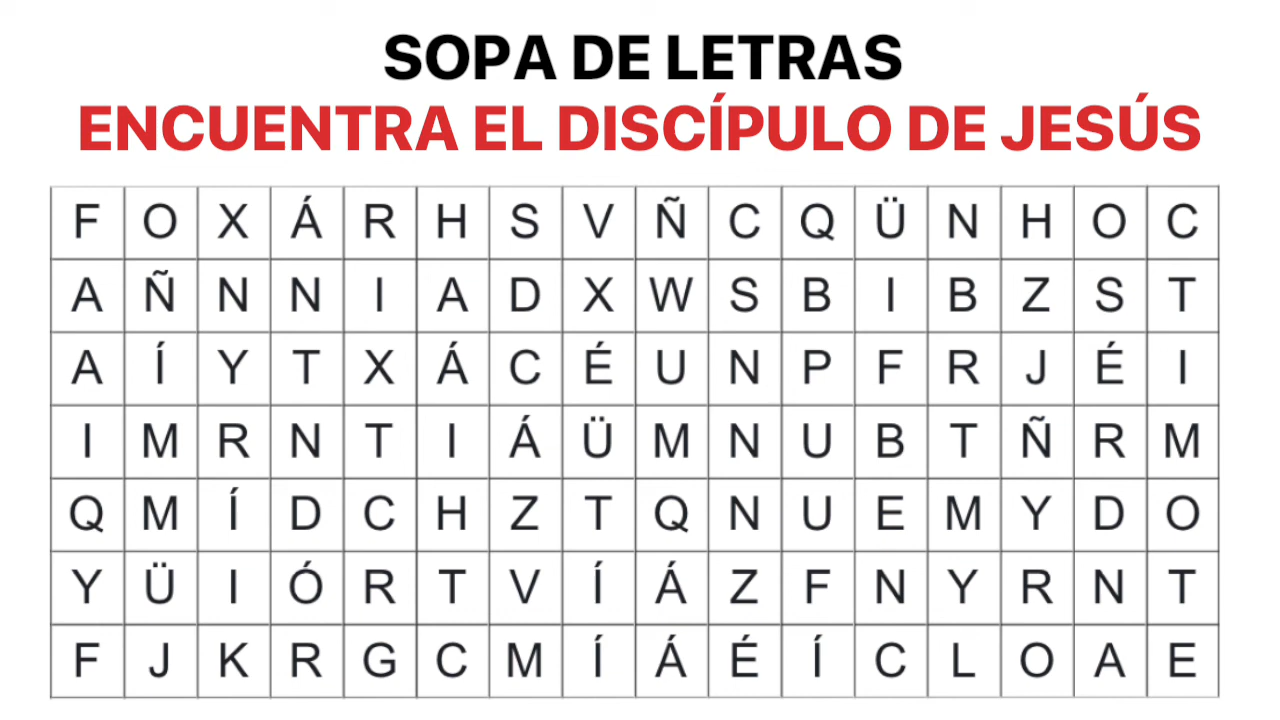 SOPA DE LETRAS
ENCUENTRA EL DISCÍPULO DE JESÚS
F O X Á R H S V Ñ C Q Ü N H O C
A Ñ N N I A D X W S B I B Z S T
A Í Y T X Á C É U N P F R J É I
I M R N T I Á Ü M N U B T Ñ R M
Q M Í D C H Z T Q N U E M Y D O
Y Ü I Ó R T V Í Á Z F N Y R N T
F J K R G C M Í Á É Í C L O A E